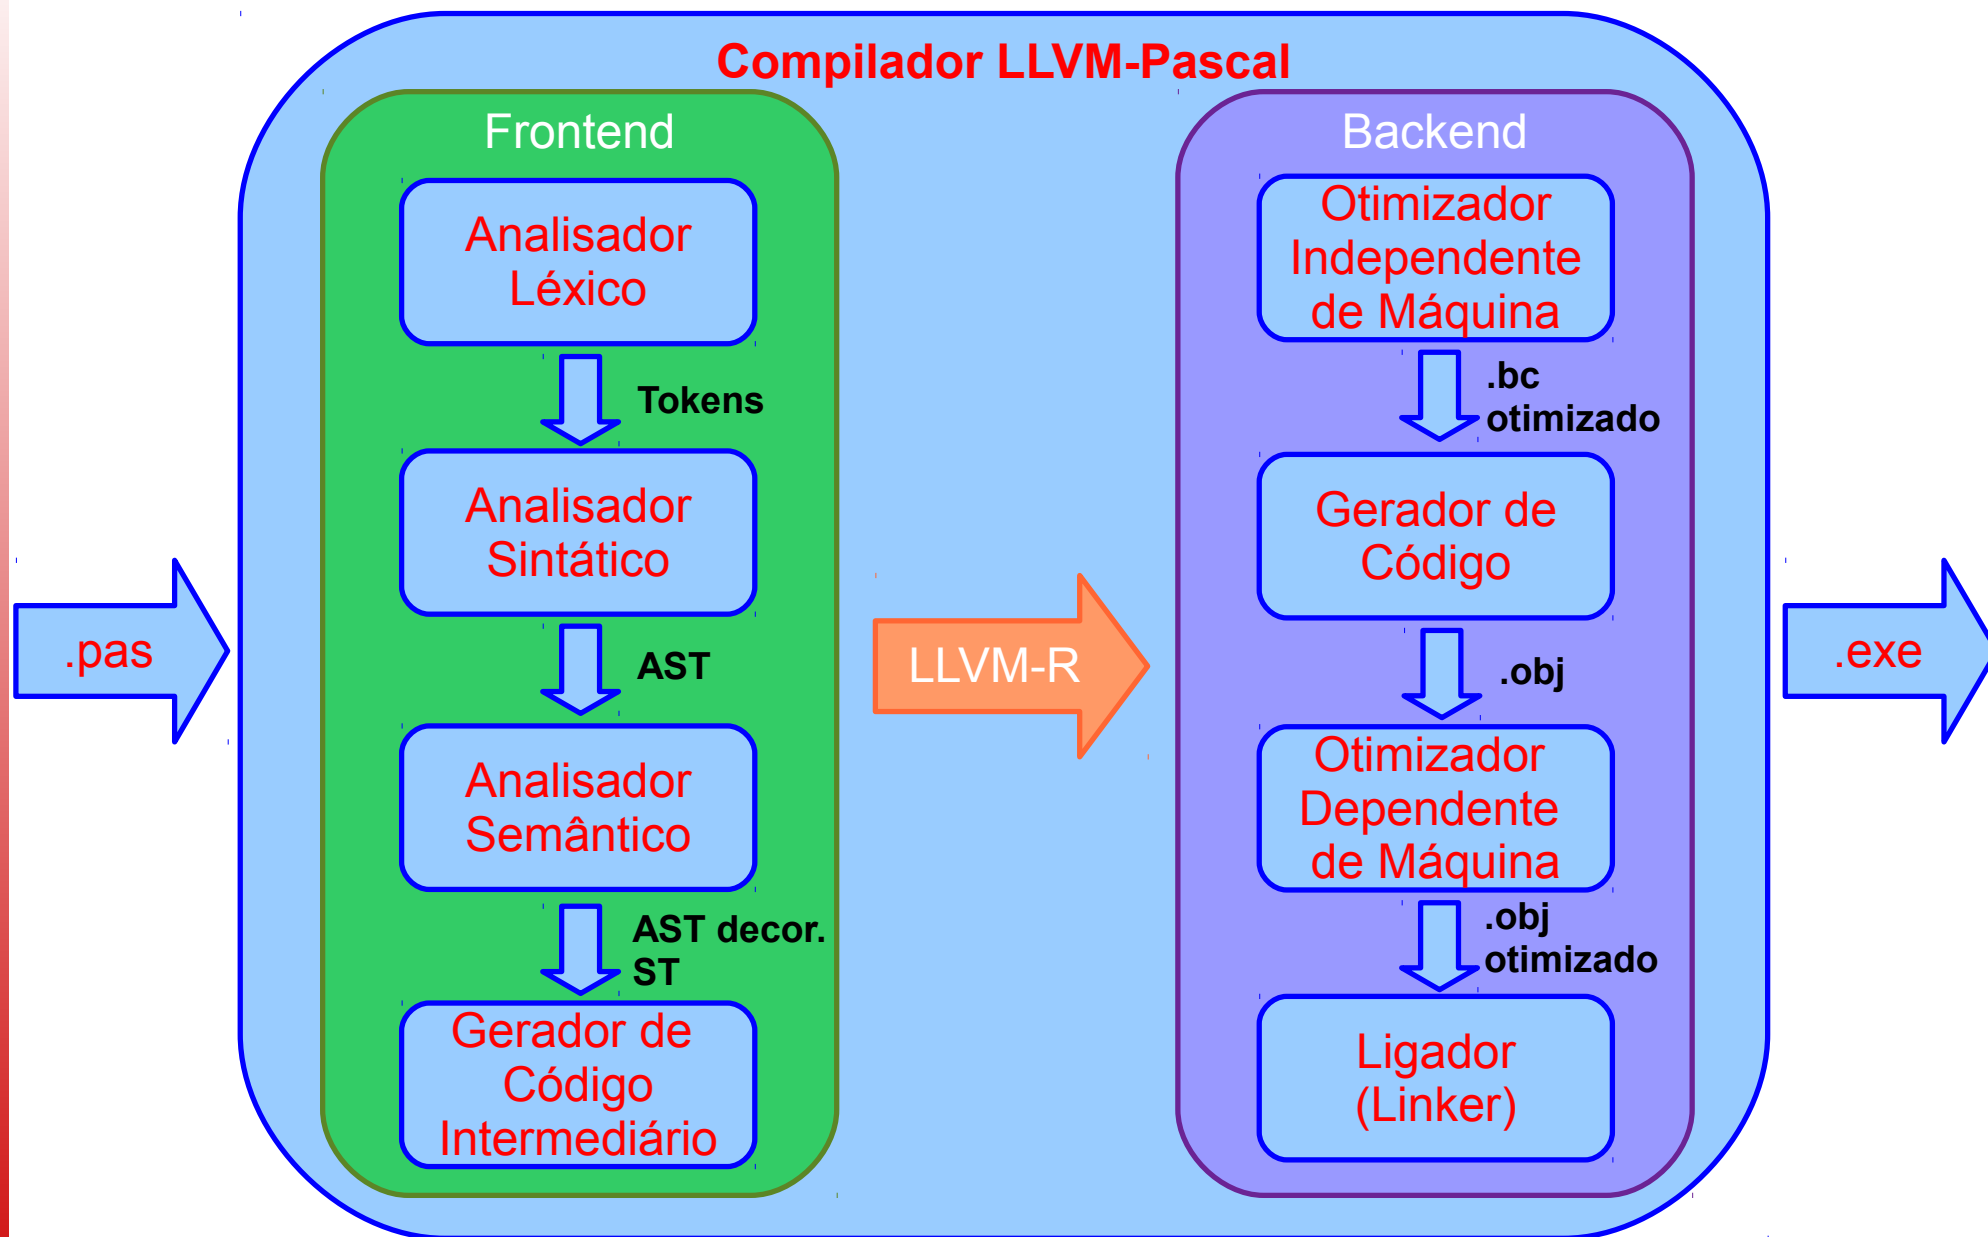 Compilador LLVM-Pascal
Frontend
Analisador
Léxico
Tokens
Analisador
Sintático
AST
Analisador
Semântico
AST decor.
ST
Gerador de
Código
Intermediário
.pas
LLVM-R
Backend
Otimizador
Independente
de Máquina
.bc
otimizado
Gerador de
Código
.obj
Otimizador
Dependente
de Máquina
.obj
otimizado
Ligador
(Linker)
.exe